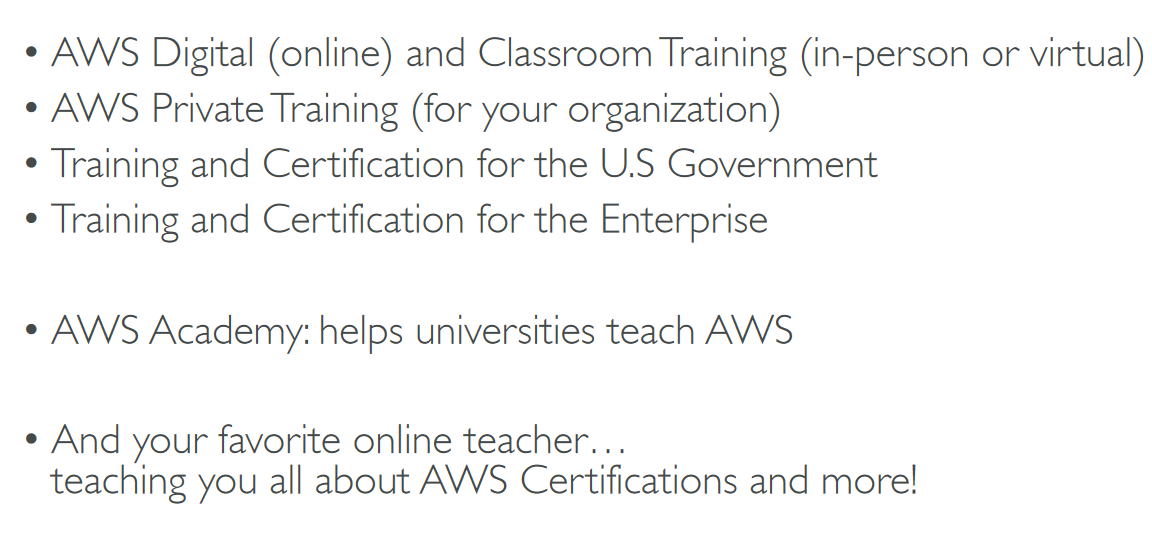 • AWS Digital (online) and Classroom Training (in-person or virtual)
• AWS Private Training (for your organization)
• Training and Certification for the U.S Government
• Training and Certification for the Enterprise
• AWS Academy: helps universities teach AWS
• And your favorite online teacher…
teaching you all about AWS Certifications and more!